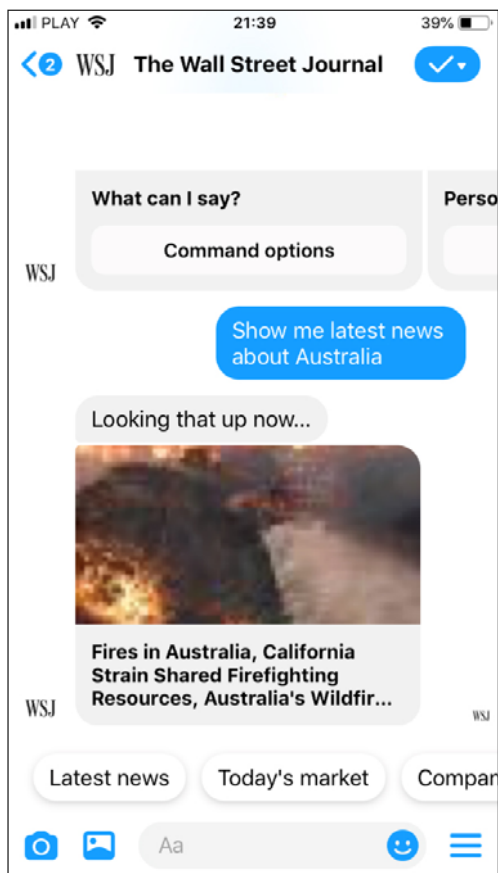 PLAY 21:39 39%
2 WSJ The Wall Street Journal
What can I say? Perso
Command options
WSJ
Show me latest news
about Australia
Looking that up now...
Fires in Australia, California
Strain Shared Firefighting
Resources, Australia's Wildfir...
WSJ WSJ
Latest news Today's market Compan
Aa